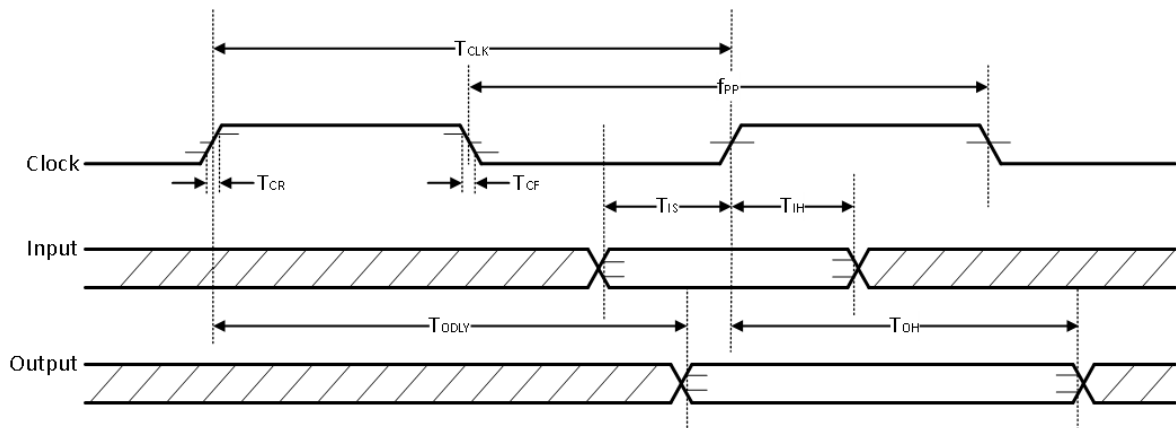 TCLK
fPP
Clock
TCR
TCF
TIS
TIH
Input
TODLY
TOH
Output